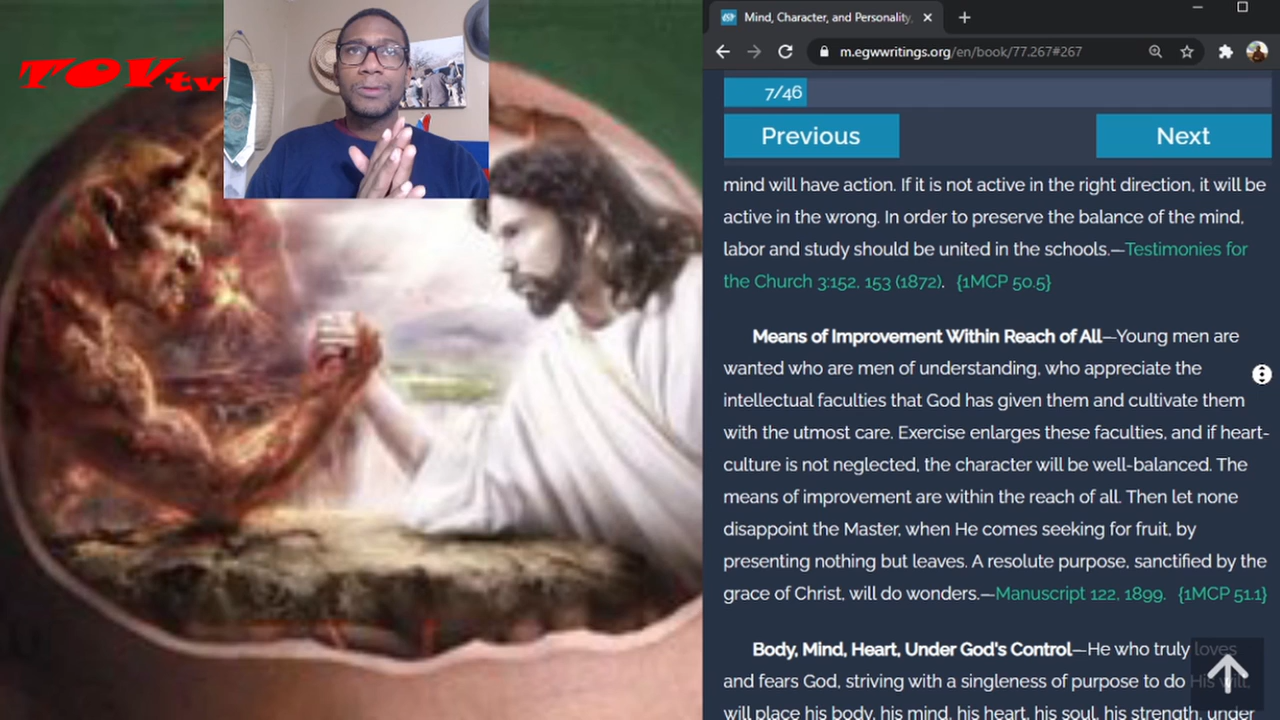 TOVtv
Mind, Character, and Personality,
m.egwwritings.org/en/book/77.267#267
7/46
Previous
Next
mind will have action. If it is not active in the right direction, it will be
active in the wrong. In order to preserve the balance of the mind,
labor and study should be united in the schools.—Testimonies for
the Church 3:152, 153 (1872). {1MCP 50.5}
Means of Improvement Within Reach of All—Young men are
wanted who are men of understanding, who appreciate the
intellectual faculties that God has given them and cultivate them
with the utmost care. Exercise enlarges these faculties, and if heart-
culture is not neglected, the character will be well-balanced. The
means of improvement are within the reach of all. Then let none
disappoint the Master, when He comes seeking for fruit, by
presenting nothing but leaves. A resolute purpose, sanctified by the
grace of Christ, will do wonders.—Manuscript 122, 1899. {1MCP 51.1}
Body, Mind, Heart, Under God's Control—He who truly loves
and fears God, striving with a singleness of purpose to do His will,
will place his body, his mind, his heart, his soul, his strength, under